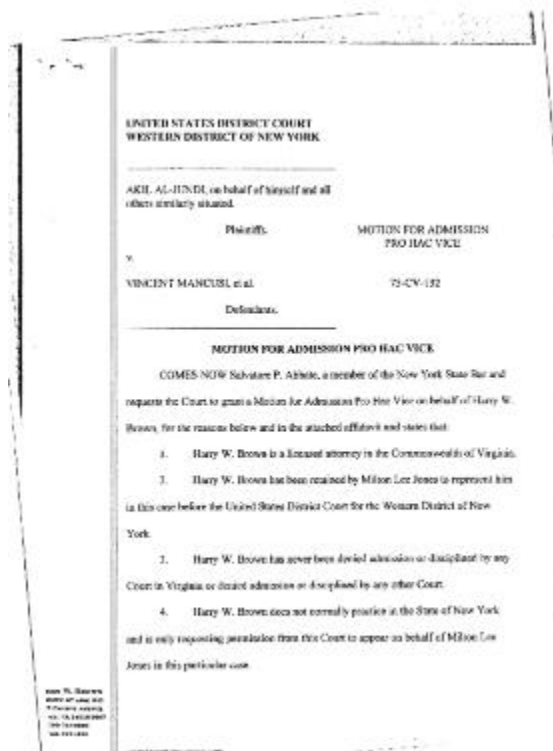 UNITED STATES DISTRICT COURT
WESTERN DISTRICT OF NEW YORK
AKIL AL-JUNDI, on behalf of himself and all
others similarly situated,
Plaintiffs,
MOTION FOR ADMISSION
PRO HAC VICE
v.
VINCENT MANCUSI, et al.
75-CV-132
Defendants.
MOTION FOR ADMISSION PRO HAC VICE
COMES NOW Salvatore P. Abbate, a member of the New York State Bar and
requests the Court to grant a Motion for Admission Pro Hac Vice on behalf of Harry W.
Brown, for the reasons below and in the attached affidavit and states that:
1. Harry W. Brown is a licensed attorney in the Commonwealth of Virginia.
2. Harry W. Brown has been retained by Milton Lee Jones to represent him
in this case before the United States District Court for the Western District of New
York.
3. Harry W. Brown has never been denied admission or disciplined by any
Court in Virginia or denied admission or disciplined by any other Court.
4. Harry W. Brown does not normally practice in the State of New York
and is only requesting permission from this Court to appear on behalf of Milton Lee
Jones in this particular case.